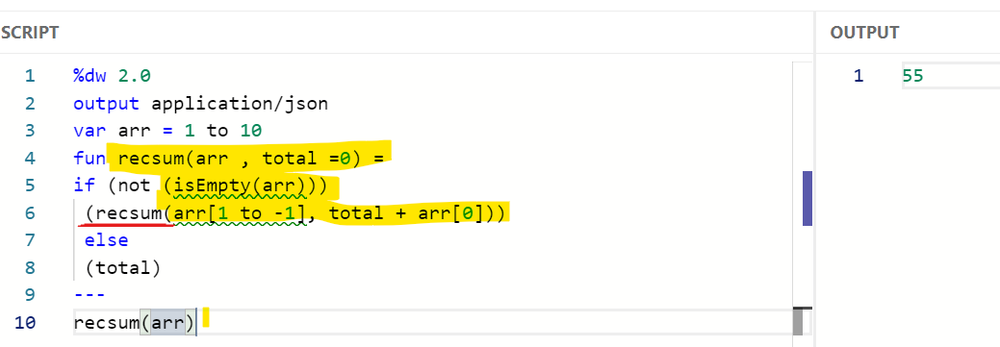 SCRIPT
OUTPUT
1 %dw 2.0
2 output application/json
3 var arr = 1 to 10
4 fun recsum(arr , total =0) =
5 if (not (isEmpty(arr)))
6 (recsum(arr[1 to -1], total + arr[0]))
7 else
8 (total)
9 ---
10 recsum(arr)
1 55